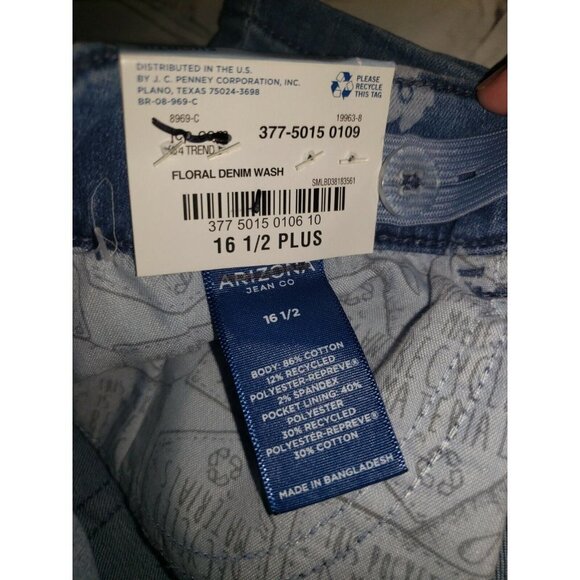 DISTRIBUTED IN THE U.S.
BY J. C. PENNEY CORPORATION, INC.
PLANO, TEXAS 75024-3698
BR-08-969-C
PLEASE
RECYCLE
THIS TAG
8969-C
19963-8
377-5015 0109
4 TREND
FLORAL DENIM WASH
SMLBD38183561
377 5015 0106 10
16 1/2 PLUS
ARIZONA
JEAN CO
16 1/2
BODY: 86% COTTON
12% RECYCLED
POLYESTER-REPREVE®
2% SPANDEX
POCKET LINING: 40%
POLYESTER
30% RECYCLED
POLYESTER-REPREVE®
30% COTTON
MADE IN BANGLADESH